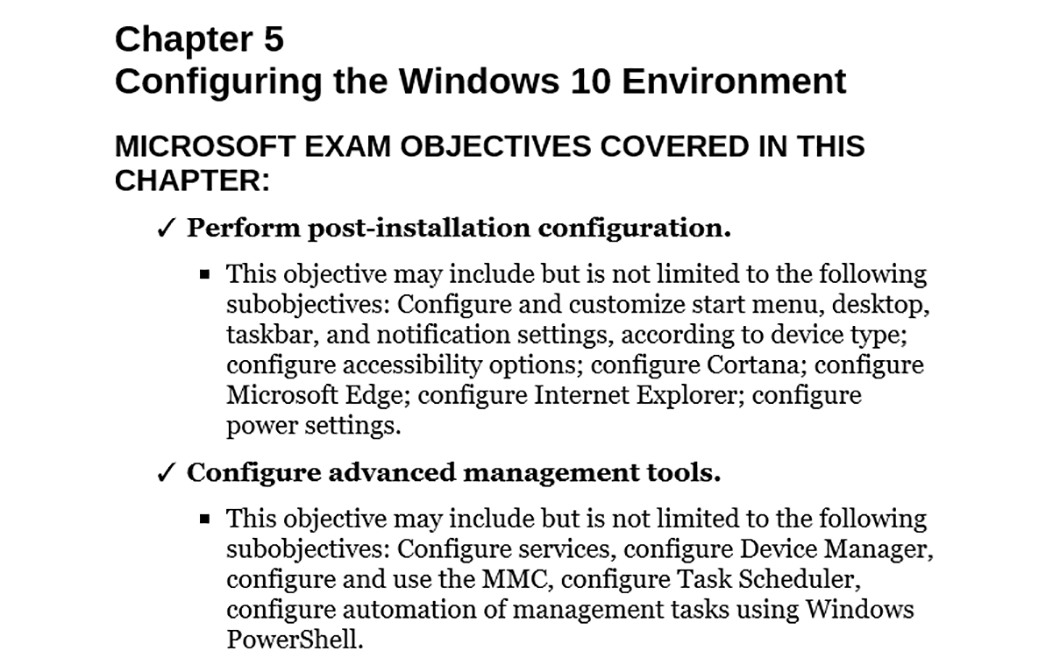 Chapter 5
Configuring the Windows 10 Environment
MICROSOFT EXAM OBJECTIVES COVERED IN THIS
CHAPTER:
✓ Perform post-installation configuration.
▪ This objective may include but is not limited to the following
subobjectives: Configure and customize start menu, desktop,
taskbar, and notification settings, according to device type;
configure accessibility options; configure Cortana; configure
Microsoft Edge; configure Internet Explorer; configure
power settings.
✓ Configure advanced management tools.
▪ This objective may include but is not limited to the following
subobjectives: Configure services, configure Device Manager,
configure and use the MMC, configure Task Scheduler,
configure automation of management tasks using Windows
PowerShell.